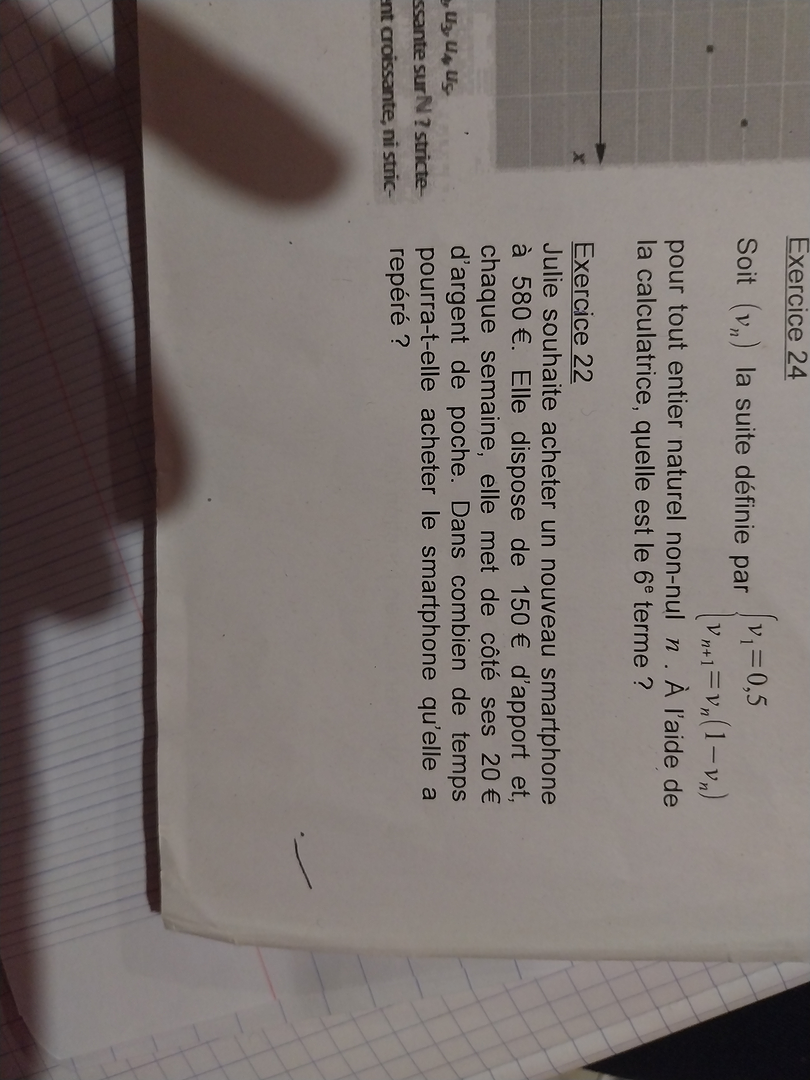 , u₃, u₄, u₅.
ssante sur ℕ ? stricte-
nt croissante, ni stric-
x
Exercice 24
Soit (vₙ) la suite définie par { v₁=0,5
vₙ₊₁=vₙ(1−vₙ)
pour tout entier naturel non-nul n . À l'aide de
la calculatrice, quelle est le 6ᵉ terme ?
Exercice 22
Julie souhaite acheter un nouveau smartphone
à 580 €. Elle dispose de 150 € d'apport et,
chaque semaine, elle met de côté ses 20 €
d'argent de poche. Dans combien de temps
pourra-t-elle acheter le smartphone qu'elle a
repéré ?